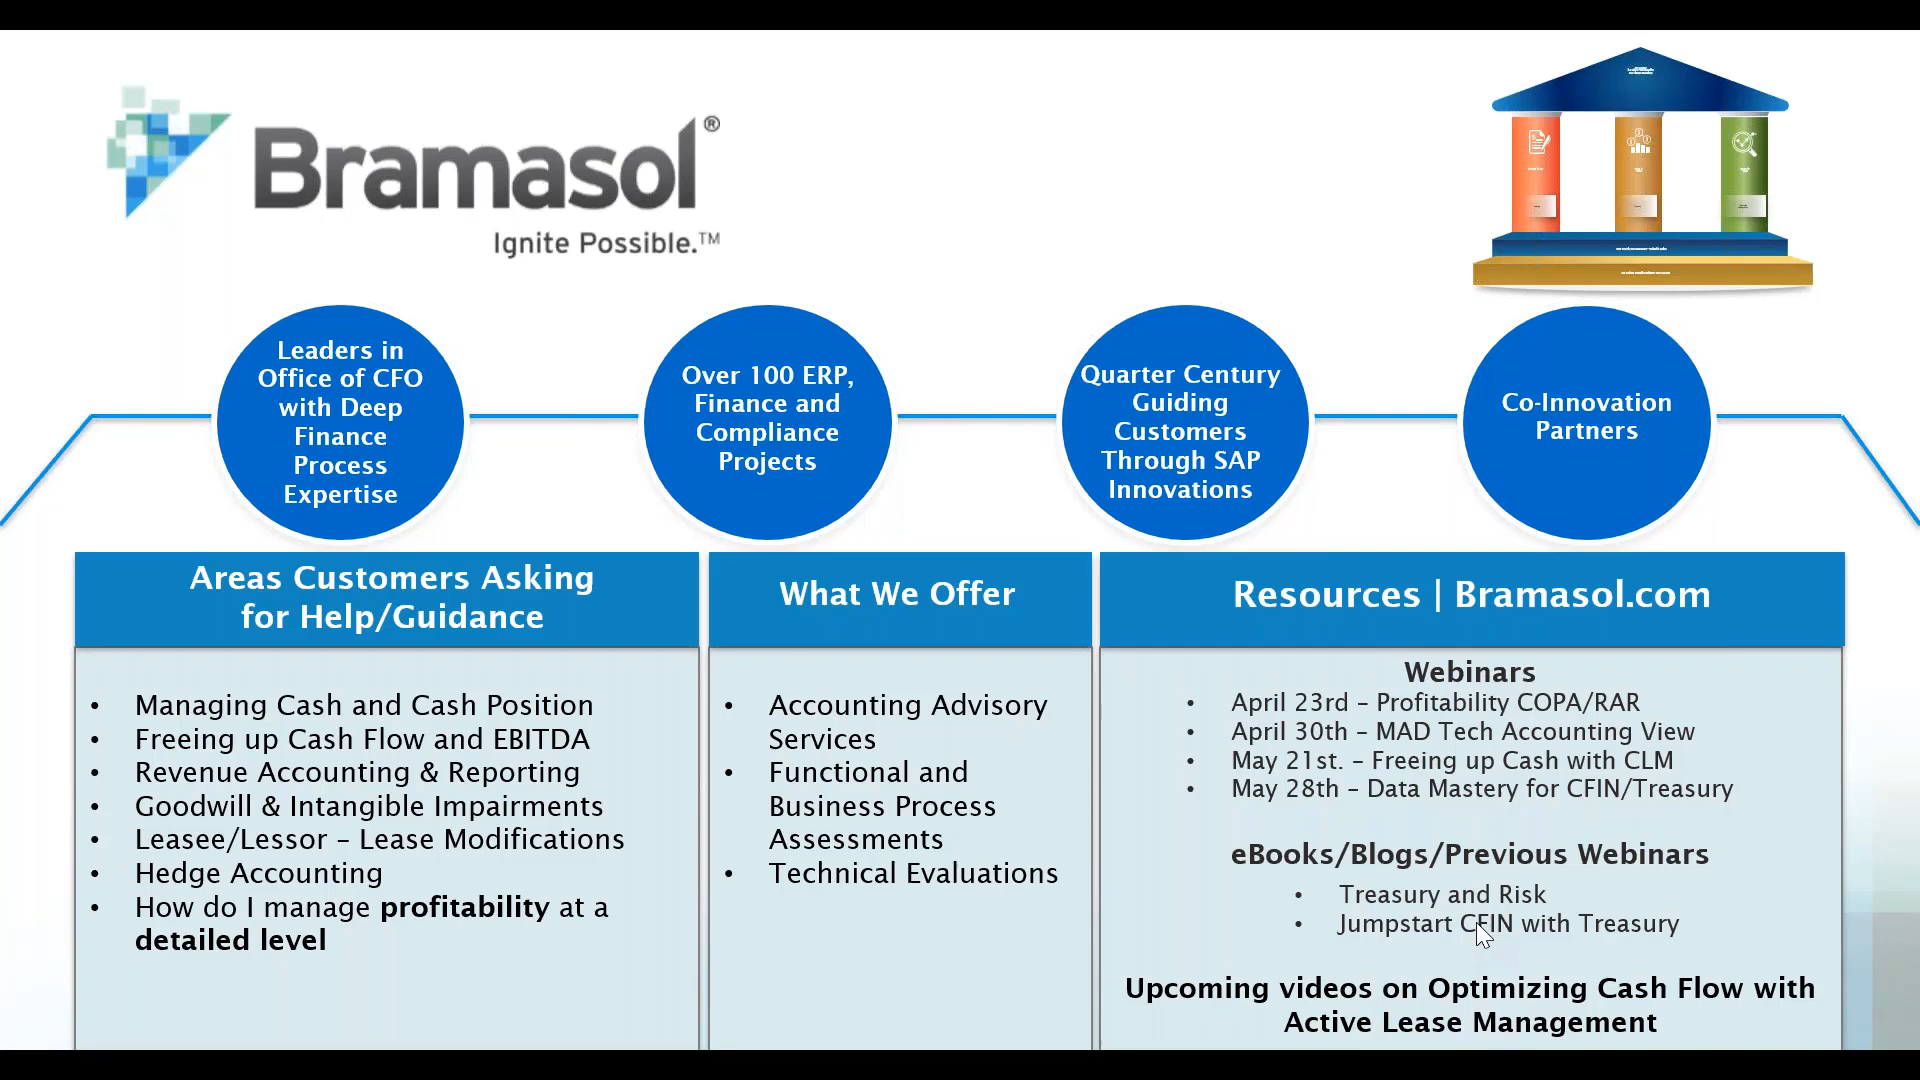 Bramasol®
Ignite Possible.™
Leaders in
Office of CFO
with Deep
Finance
Process
Expertise
Over 100 ERP,
Finance and
Compliance
Projects
Quarter Century
Guiding
Customers
Through SAP
Innovations
Co-Innovation
Partners
Areas Customers Asking
for Help/Guidance
• Managing Cash and Cash Position
• Freeing up Cash Flow and EBITDA
• Revenue Accounting & Reporting
• Goodwill & Intangible Impairments
• Leasee/Lessor – Lease Modifications
• Hedge Accounting
• How do I manage profitability at a
detailed level
What We Offer
• Accounting Advisory
Services
• Functional and
Business Process
Assessments
• Technical Evaluations
Resources | Bramasol.com
Webinars
• April 23rd – Profitability COPA/RAR
• April 30th – MAD Tech Accounting View
• May 21st. – Freeing up Cash with CLM
• May 28th – Data Mastery for CFIN/Treasury
eBooks/Blogs/Previous Webinars
• Treasury and Risk
• Jumpstart CFIN with Treasury
Upcoming videos on Optimizing Cash Flow with
Active Lease Management